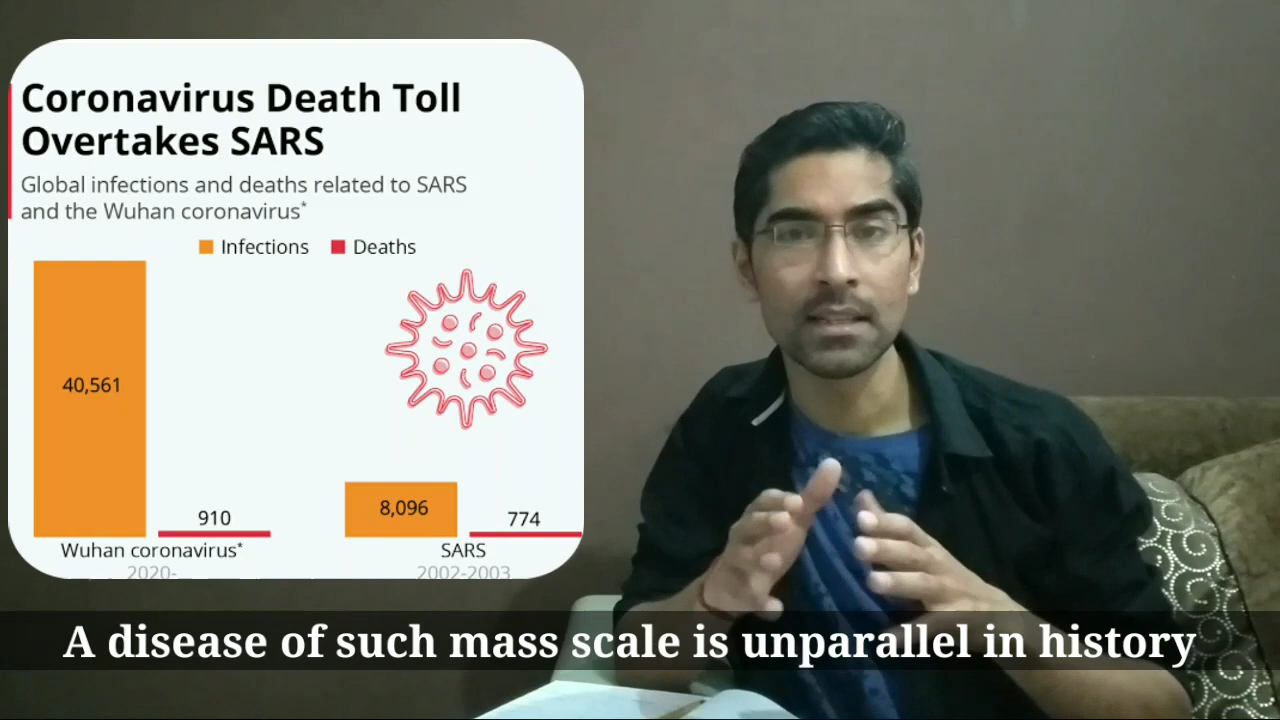 Coronavirus Death Toll
Overtakes SARS
Global infections and deaths related to SARS
and the Wuhan coronavirus*
Infections Deaths
40,561
8,096
910
774
Wuhan coronavirus* SARS
2020- 2002-2003
A disease of such mass scale is unparallel in history